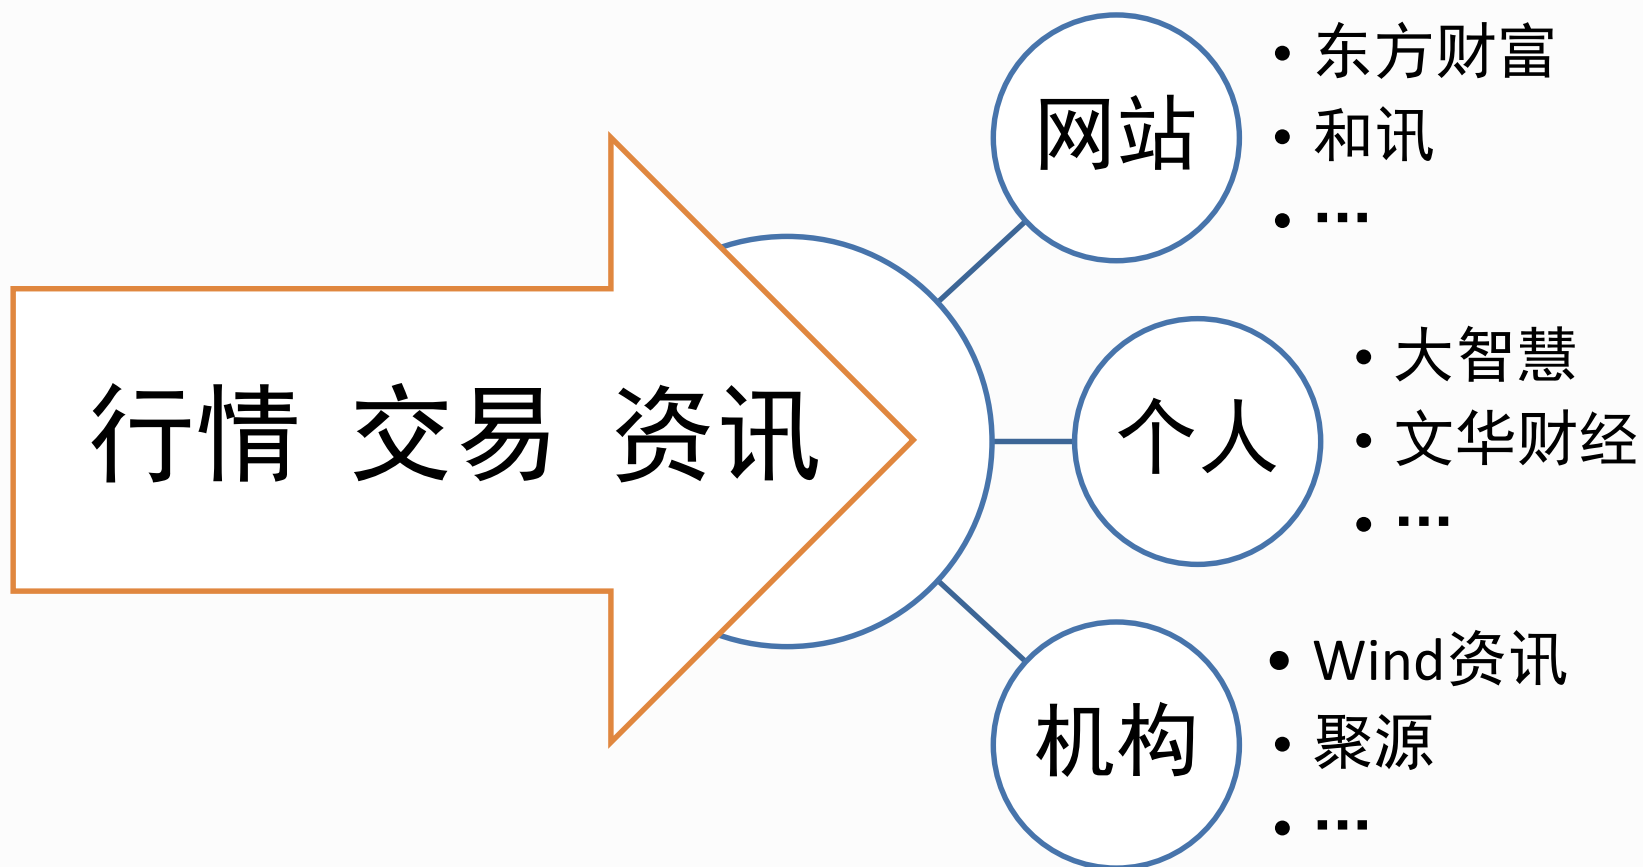 行情 交易 资讯
网站
• 东方财富
• 和讯
• ...
个人
• 大智慧
• 文华财经
• ...
机构
• Wind资讯
• 聚源
• ...